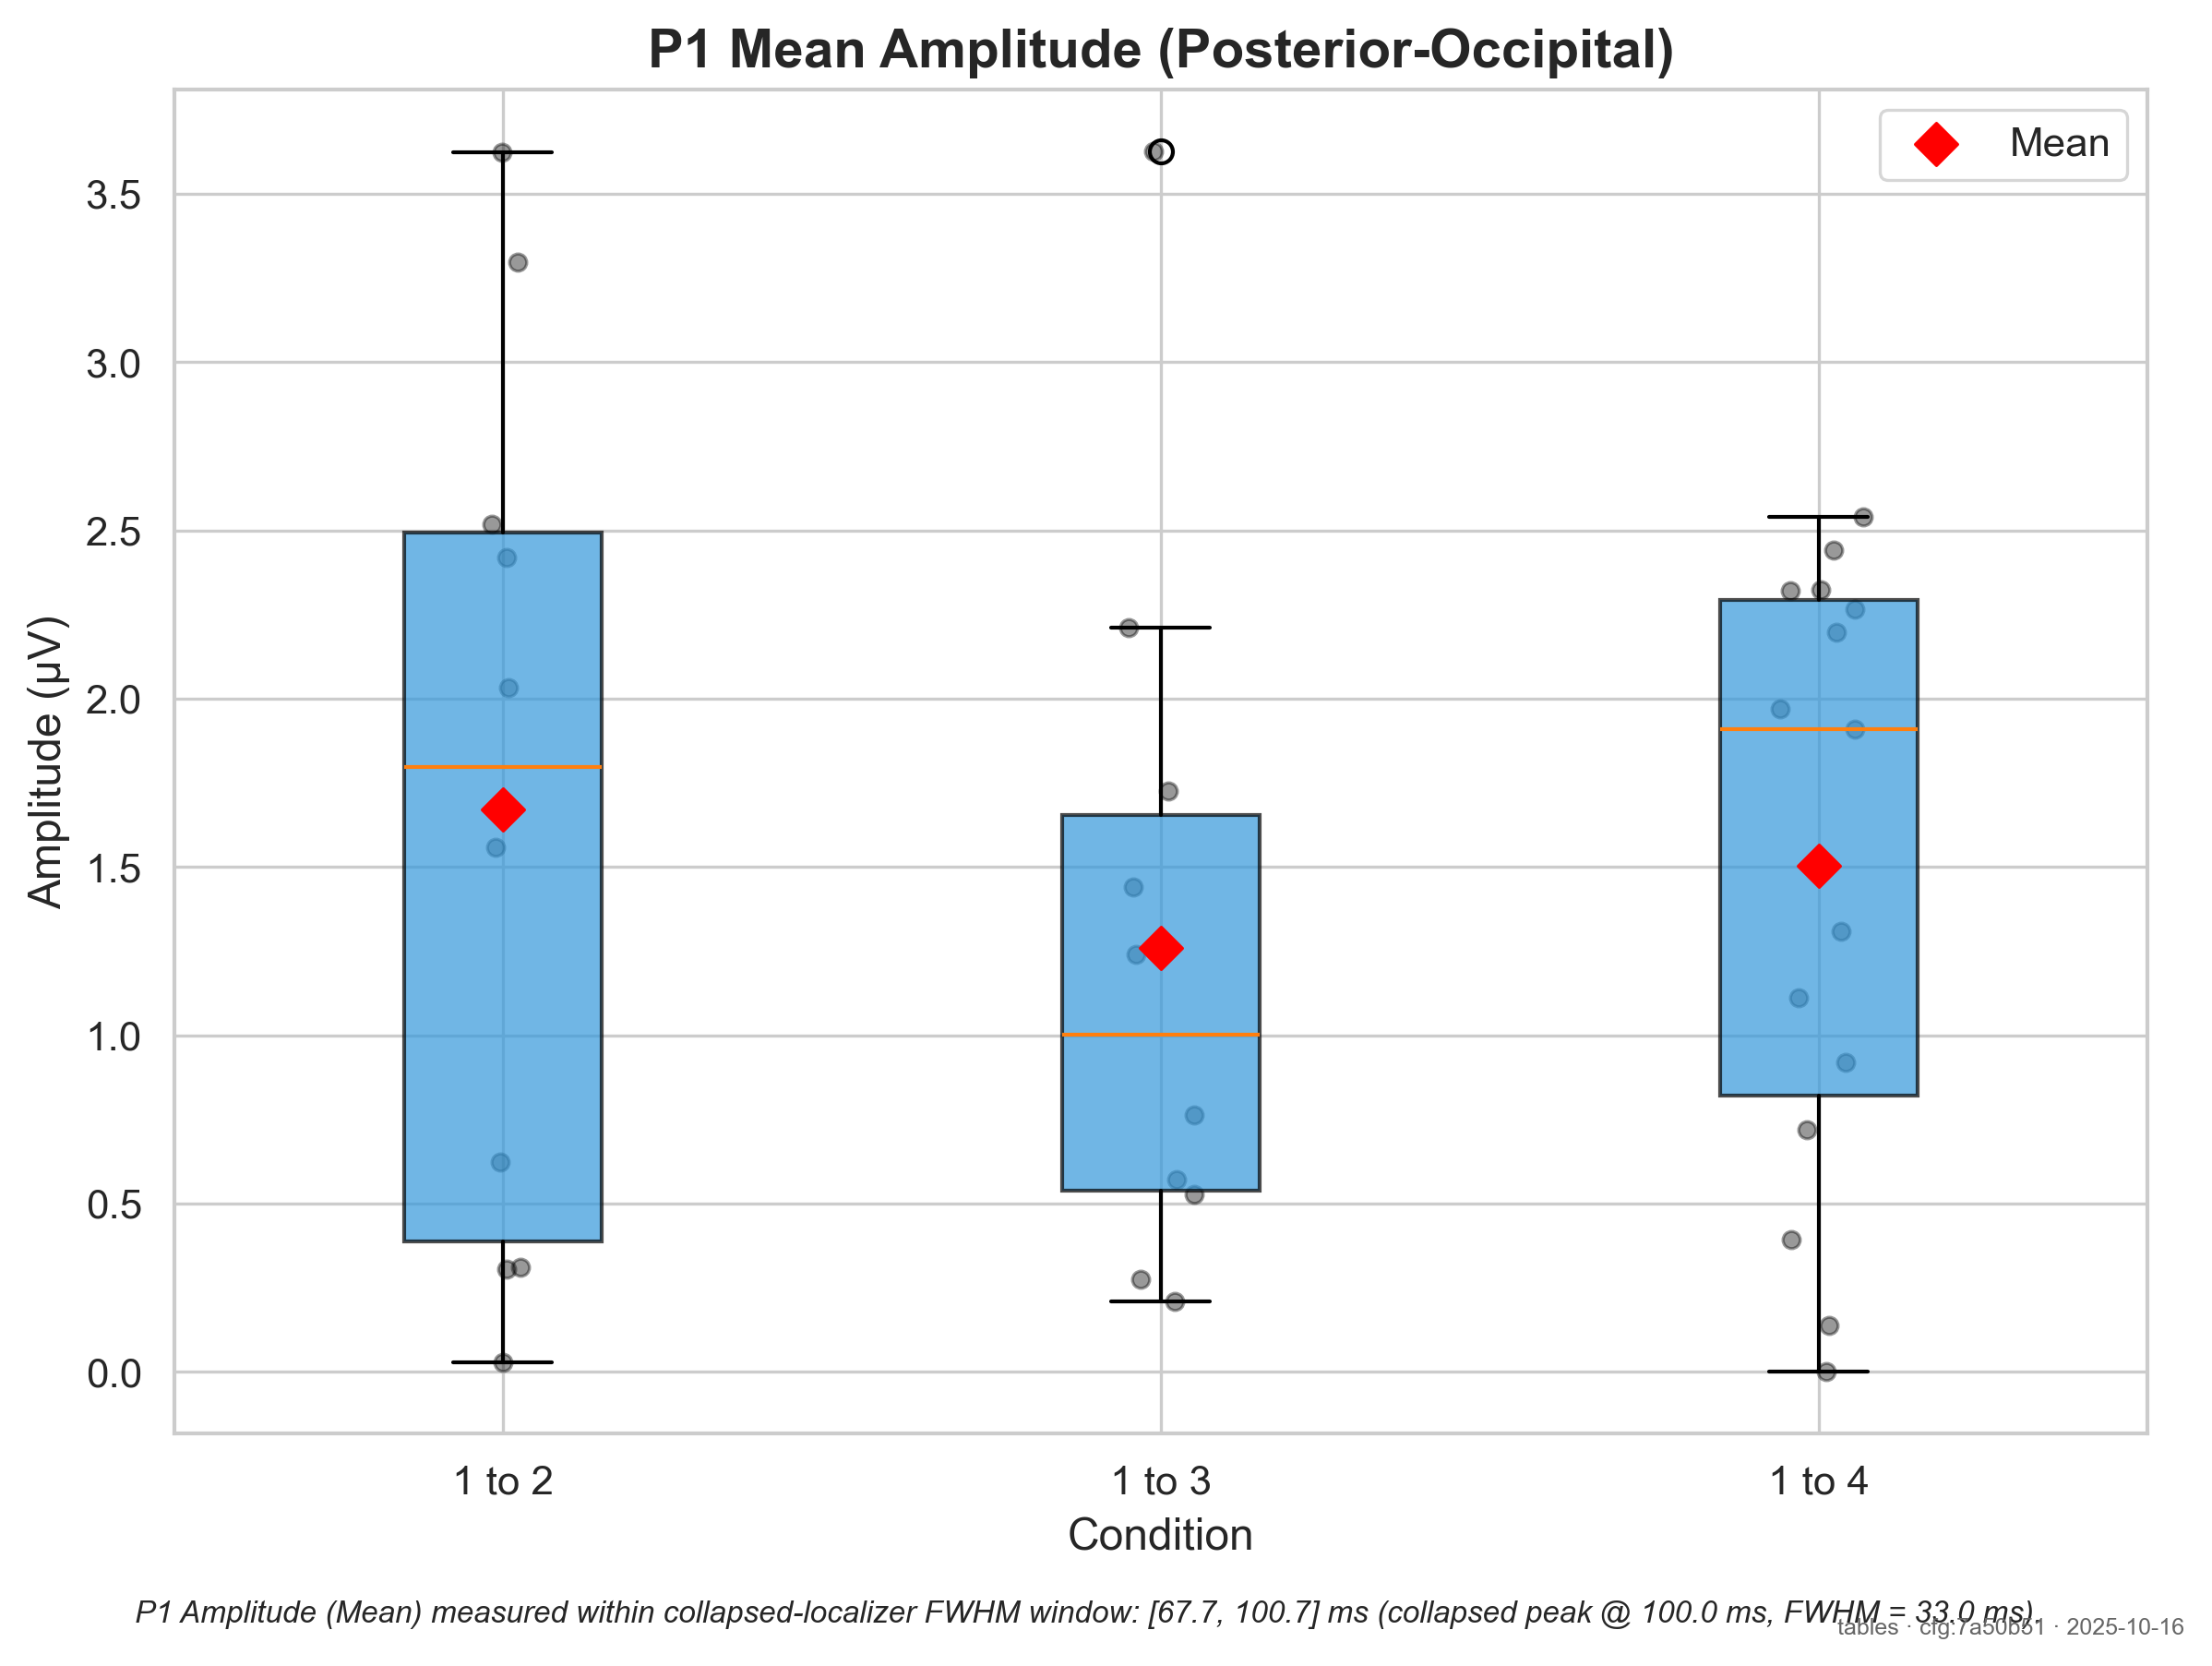 P1 Mean Amplitude (Posterior-Occipital)
Mean
3.5
3.0
2.5
2.0
1.5
1.0
0.5
0.0
Amplitude (µV)
1 to 2
1 to 3
1 to 4
Condition
P1 Amplitude (Mean) measured within collapsed-localizer FWHM window: [67.7, 100.7] ms (collapsed peak @ 100.0 ms, FWHM = 33.0 ms).
tables · cfg:7a50b51 · 2025-10-16